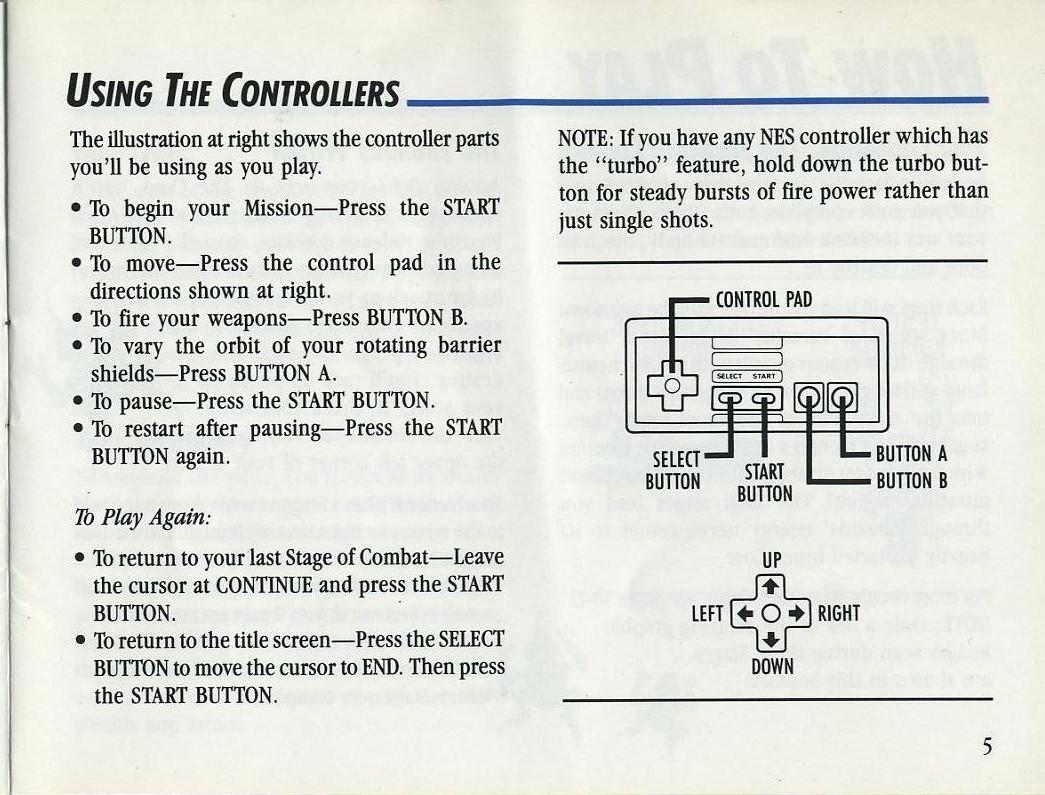 USING THE CONTROLLERS
The illustration at right shows the controller parts
you'll be using as you play.
• To begin your Mission—Press the START
BUTTON.
• To move—Press the control pad in the
directions shown at right.
• To fire your weapons—Press BUTTON B.
• To vary the orbit of your rotating barrier
shields—Press BUTTON A.
• To pause—Press the START BUTTON.
• To restart after pausing—Press the START
BUTTON again.
To Play Again:
• To return to your last Stage of Combat—Leave
the cursor at CONTINUE and press the START
BUTTON.
• To return to the title screen—Press the SELECT
BUTTON to move the cursor to END. Then press
the START BUTTON.
NOTE: If you have any NES controller which has
the “turbo” feature, hold down the turbo but-
ton for steady bursts of fire power rather than
just single shots.
CONTROL PAD
SELECT START
SELECT
BUTTON
START
BUTTON
BUTTON A
BUTTON B
UP
LEFT
RIGHT
DOWN
5